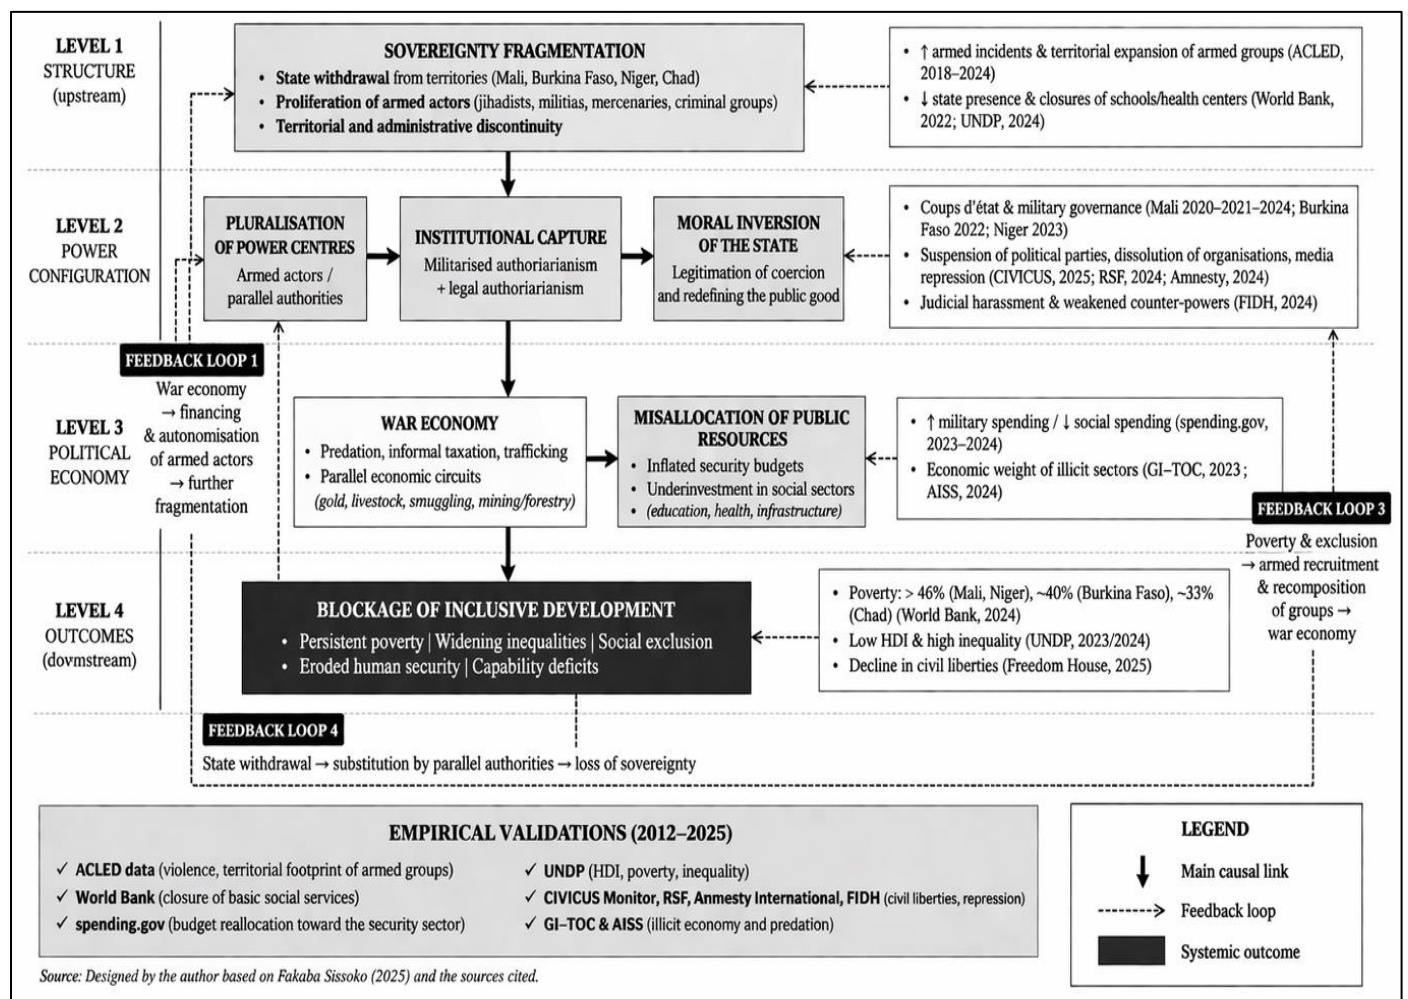 LEVEL 1
STRUCTURE
(upstream)
SOVEREIGNTY FRAGMENTATION
• State withdrawal from territories (Mali, Burkina Faso, Niger, Chad)
• Proliferation of armed actors (jihadists, militias, mercenaries, criminal groups)
• Territorial and administrative discontinuity
• ↑ armed incidents & territorial expansion of armed groups (ACLED,
2018–2024)
• ↓ state presence & closures of schools/health centers (World Bank,
2022; UNDP, 2024)
LEVEL 2
POWER
CONFIGURATION
PLURALISATION
OF POWER CENTRES
Armed actors /
parallel authorities
INSTITUTIONAL CAPTURE
Militarised authoriarianism
+ legal authoriarianism
MORAL INVERSION
OF THE STATE
Legitimation of coercion
and redefining the public good
• Coups d'état & military governance (Mali 2020–2021–2024; Burkina
Faso 2022; Niger 2023)
• Suspension of political parties, dissolution of organisations, media
repression (CIVICUS, 2025; RSF, 2024; Amnesty, 2024)
• Judicial harassment & weakened counter-powers (FIDH, 2024)
FEEDBACK LOOP 1
War economy
→ financing
& autonomisation
of armed actors
→ further
fragmentation
LEVEL 3
POLITICAL
ECONOMY
WAR ECONOMY
• Predation, informal taxation, trafficking
• Parallel economic circuits
(gold, livestock, smuggling, mining/forestry)
MISALLOCATION OF PUBLIC
RESOURCES
• Inflated security budgets
• Underinvestment in social sectors
• (education, health, infrastructure)
• ↑ military spending / ↓ social spending (spending.gov,
2023–2024)
• Economic weight of illicit sectors (GI–TOC, 2023 ;
AISS, 2024)
FEEDBACK LOOP 3
Poverty & exclusion
→ armed recruitment
& recomposition
of groups →
war economy
LEVEL 4
OUTCOMES
(dovmstream)
BLOCKAGE OF INCLUSIVE DEVELOPMENT
• Persistent poverty | Widening inequalities | Social exclusion
• Eroded human security | Capability deficits
• Poverty: > 46% (Mali, Niger), ~40% (Burkina Faso), ~33%
(Chad) (World Bank, 2024)
• Low HDI & high inequality (UNDP, 2023/2024)
• Decline in civil liberties (Freedom House, 2025)
FEEDBACK LOOP 4
State withdrawal → substitution by parallel authorities → loss of sovereignty
EMPIRICAL VALIDATIONS (2012–2025)
✓ ACLED data (violence, territorial footprint of armed groups)
✓ World Bank (closure of basic social services)
✓ spending.gov (budget reallocation toward the security sector)
✓ UNDP (HDI, poverty, inequality)
✓ CIVICUS Monitor, RSF, Anmesty International, FIDH (civil liberties, repression)
✓ GI–TOC & AISS (illicit economy and predation)
LEGEND
Main causal link
Feedback loop
Systemic outcome
Source: Designed by the author based on Fakaba Sissoko (2025) and the sources cited.